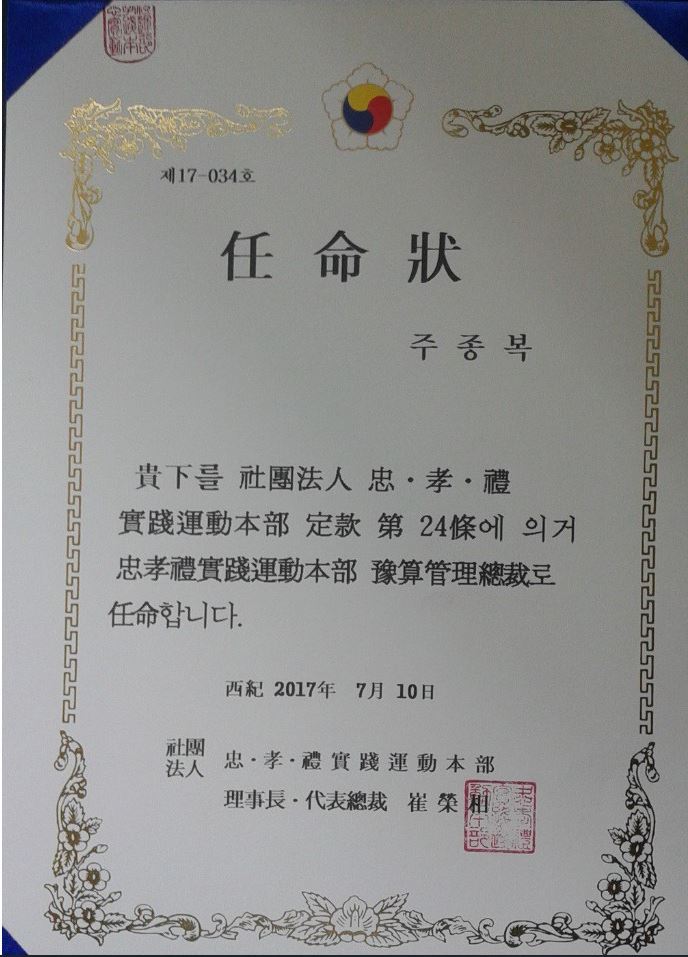 제17-034호
任命狀
주종복
貴下를 社團法人 忠·孝·禮
實踐運動本部 定款 第 24條에 의거
忠孝禮實踐運動本部 豫算管理總裁로
任命합니다.
西紀 2017年 7月 10日
社團法人 忠·孝·禮實踐運動本部
理事長·代表總裁 崔榮相